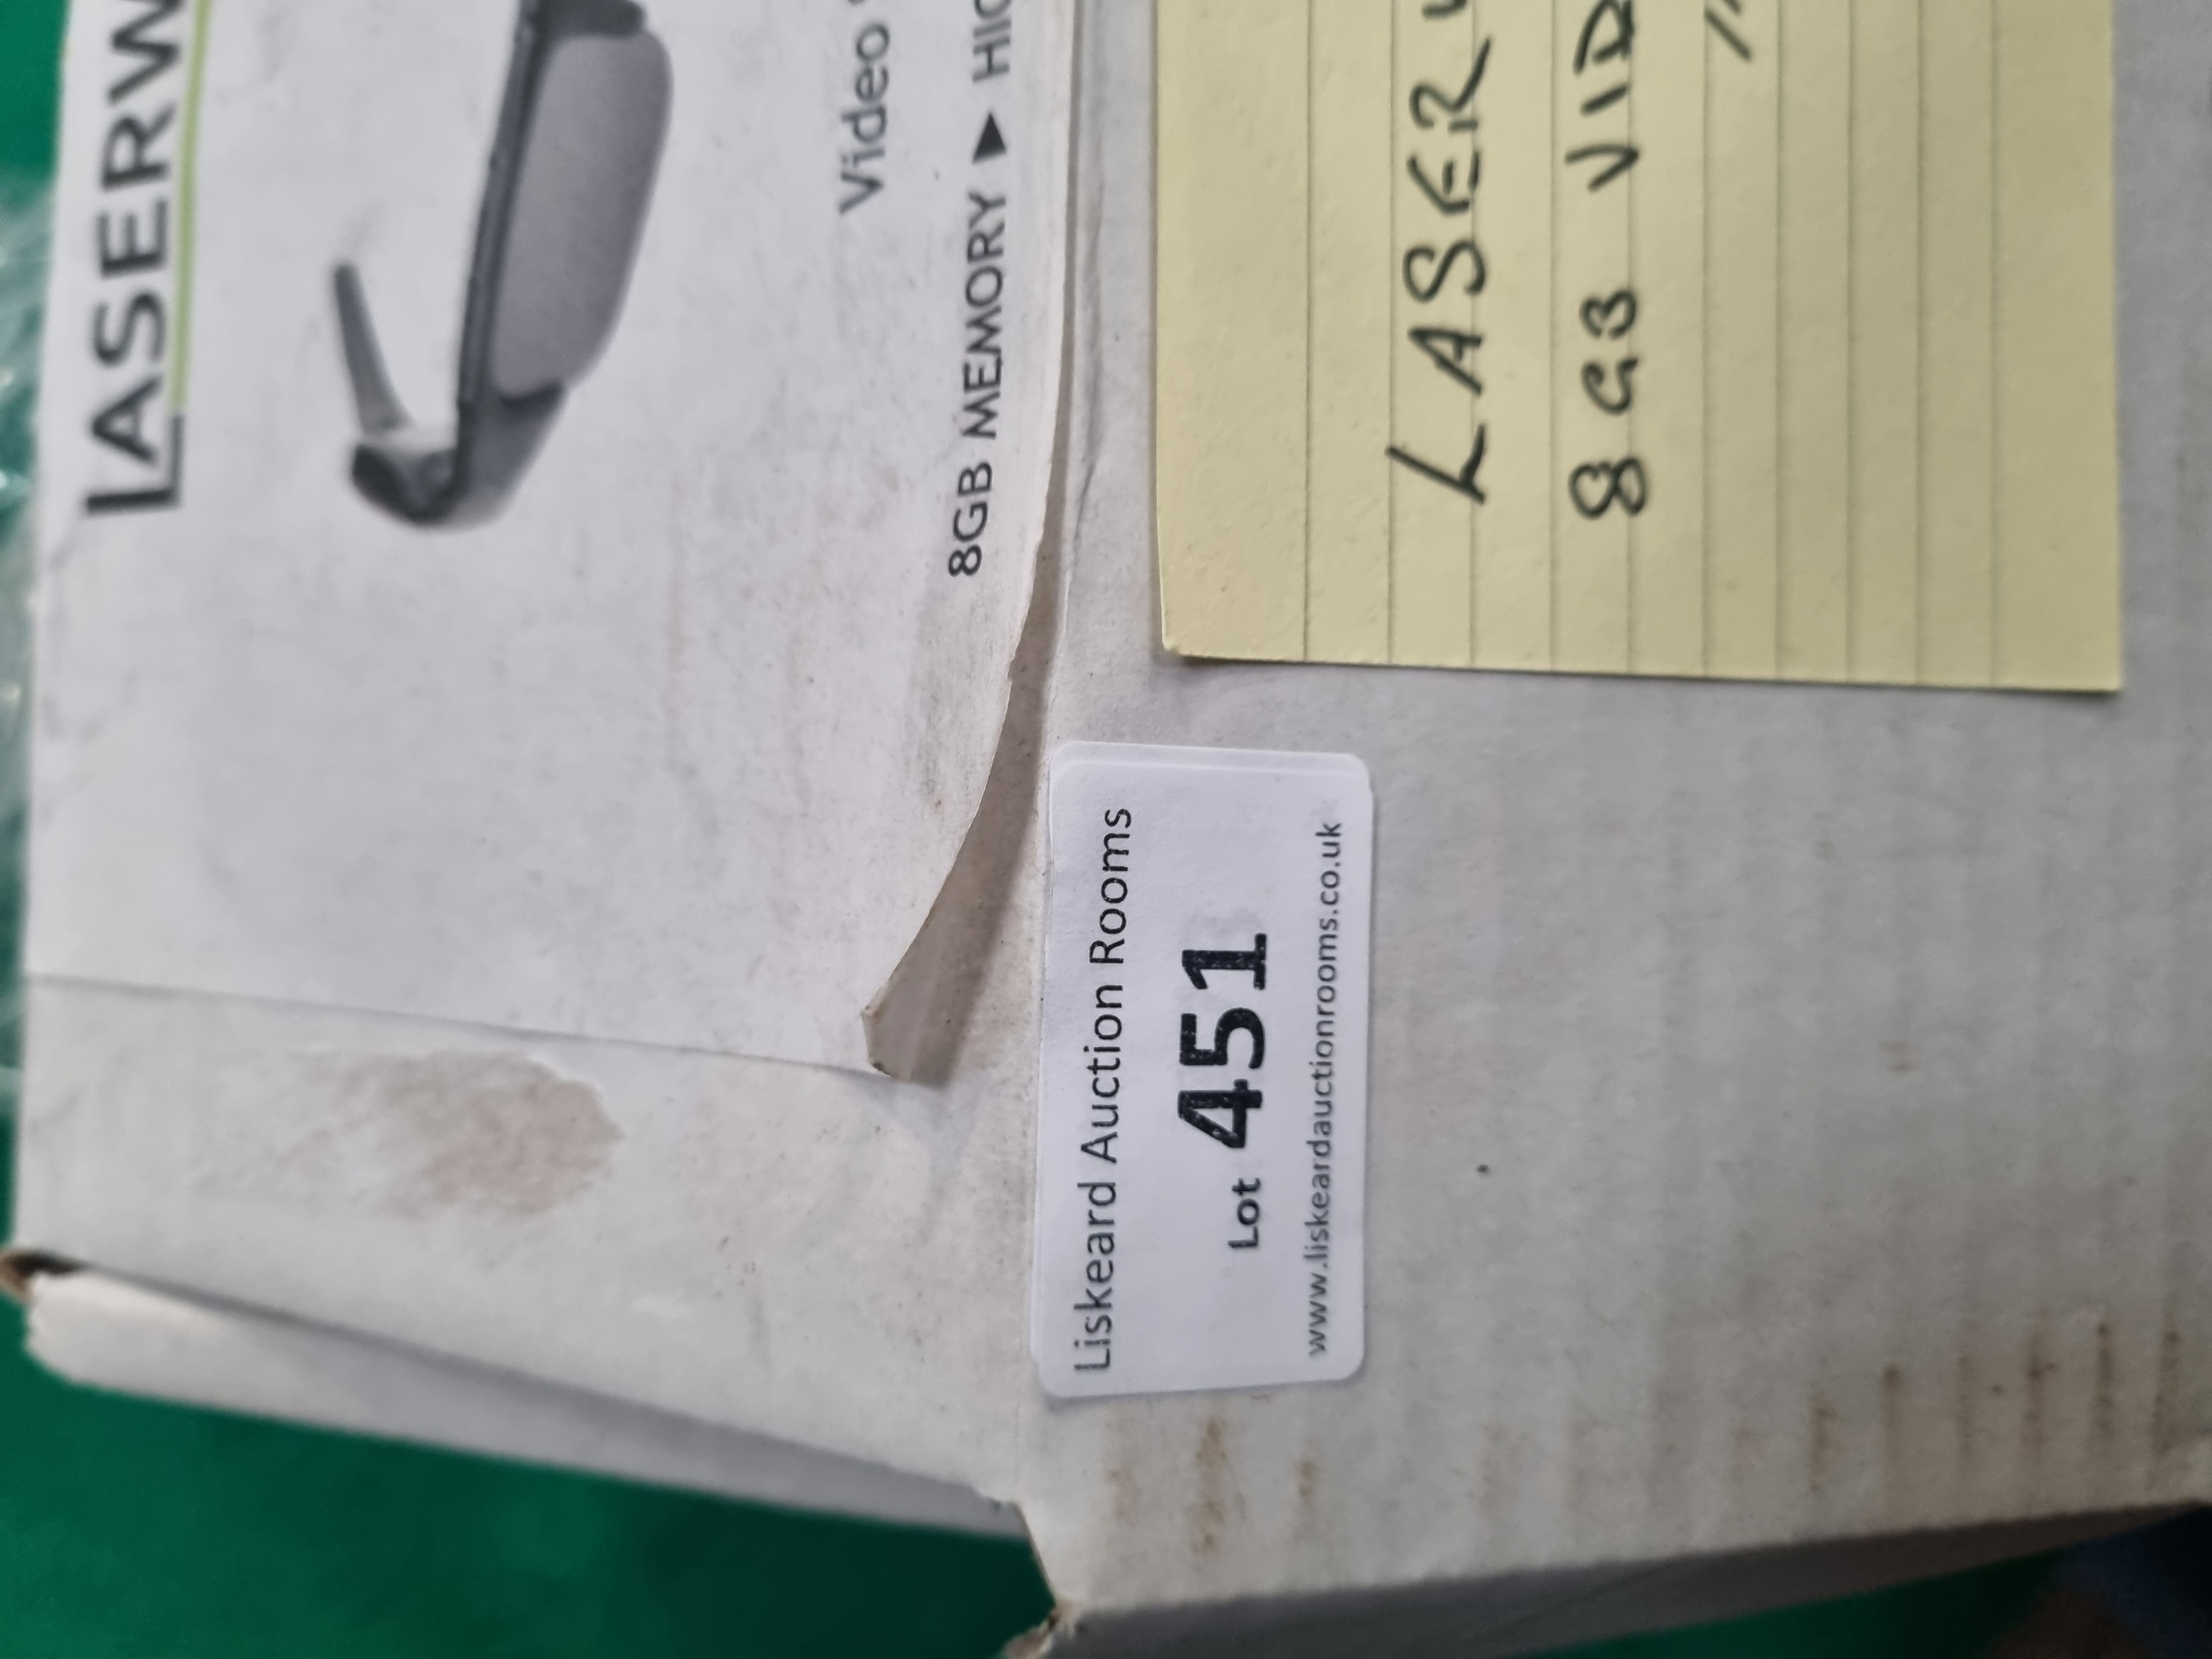 LASERW
Video
8GB MEMORY ▶ HIG
LASER
8GB VID
Liskeard Auction Rooms
Lot 451
www.liskeardauctionrooms.co.uk